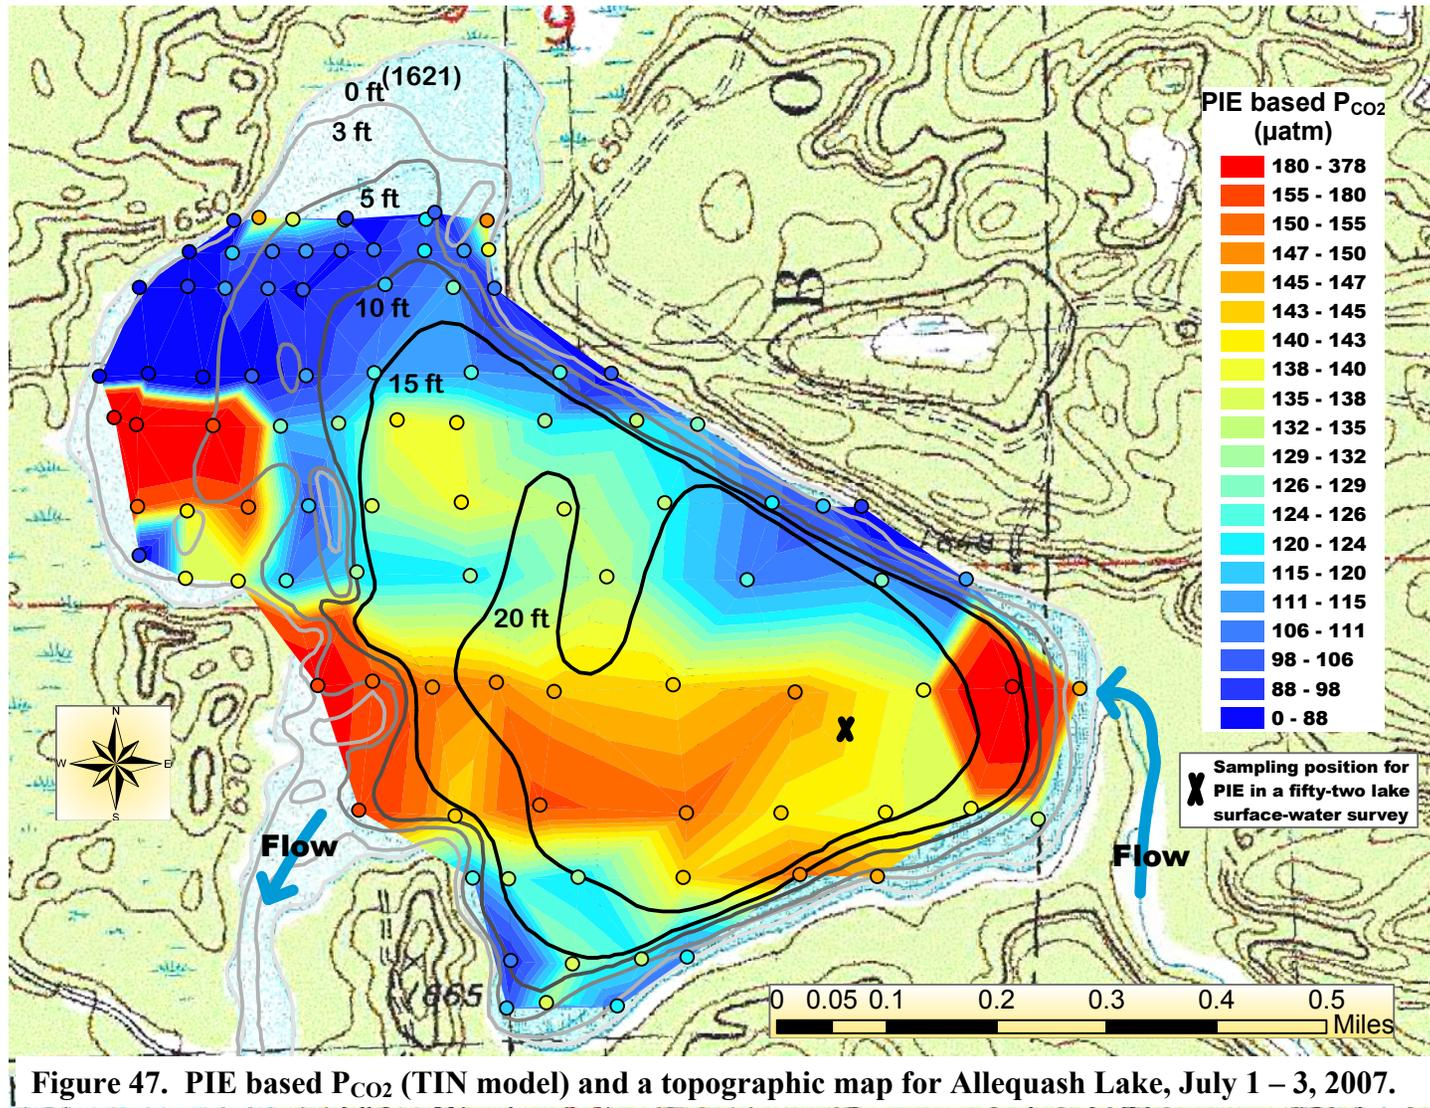 9
0 ft(1621)
3 ft
5 ft
1650
650
O
B
10 ft
15 ft
20 ft
PIE based PCO2
(µatm)
180 - 378
155 - 180
150 - 155
147 - 150
145 - 147
143 - 145
140 - 143
138 - 140
135 - 138
132 - 135
129 - 132
126 - 129
124 - 126
120 - 124
115 - 120
111 - 115
106 - 111
98 - 106
88 - 98
0 - 88
N
W
E
S
1630
X Sampling position for
PIE in a fifty-two lake
surface-water survey
X
Flow
Flow
1665
0 0.05 0.1 0.2 0.3 0.4 0.5
Miles
Figure 47. PIE based PCO2 (TIN model) and a topographic map for Allequash Lake, July 1 – 3, 2007.